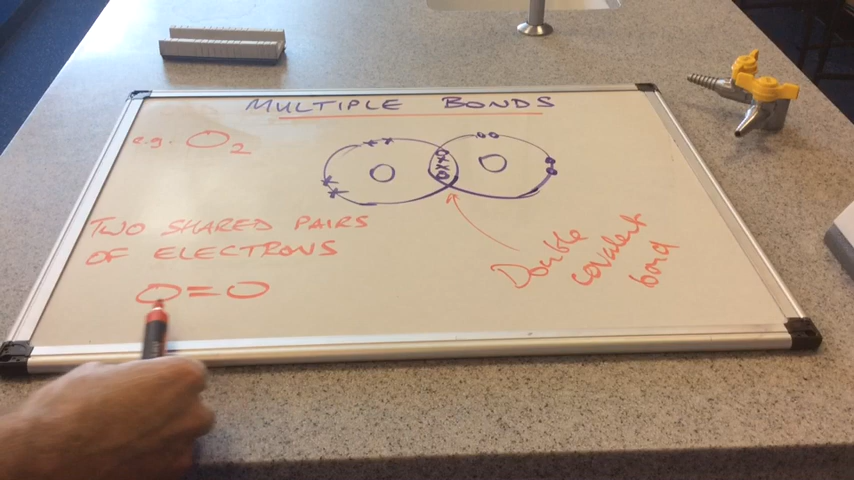 MULTIPLE BONDS
e.g. O2
O O
TWO SHARED PAIRS
OF ELECTRONS
Double
covalent
bond
O=O